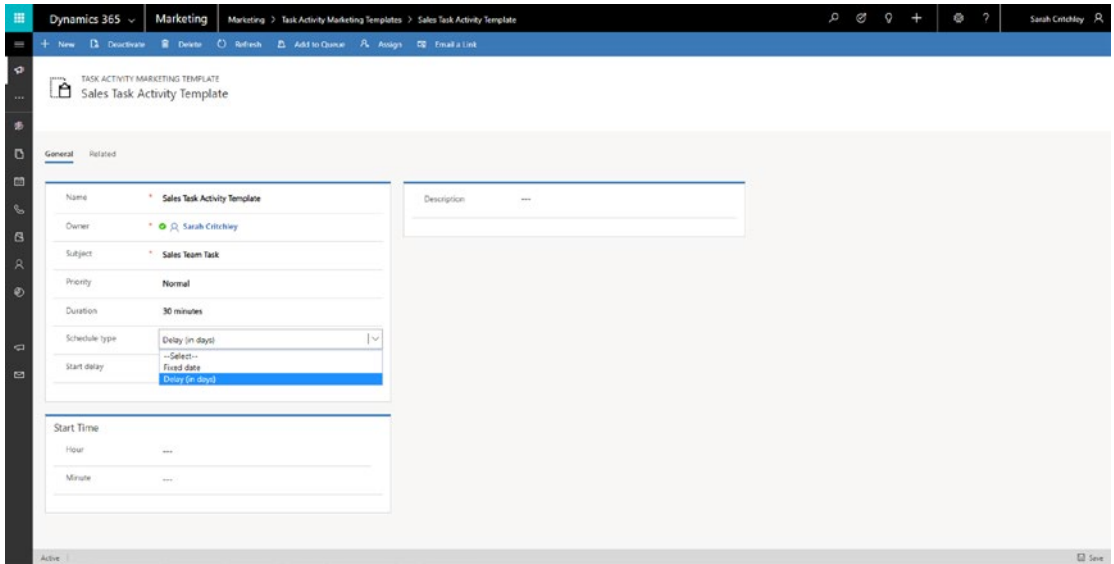 Dynamics 365 Marketing Marketing > Task Activity Marketing Templates > Sales Task Activity Template ? Sarah Critchley
+ New Deactivate Delete Refresh Add to Queue Assign Email a Link
TASK ACTIVITY MARKETING TEMPLATE
Sales Task Activity Template
General Related
Name * Sales Task Activity Template
Description ---
Owner * Sarah Critchley
Subject * Sales Team Task
Priority Normal
Duration 30 minutes
Schedule type Delay (in days)
--Select--
Fixed date
Start delay
Delay (in days)
Start Time
Hour ---
Minute ---
Active Save